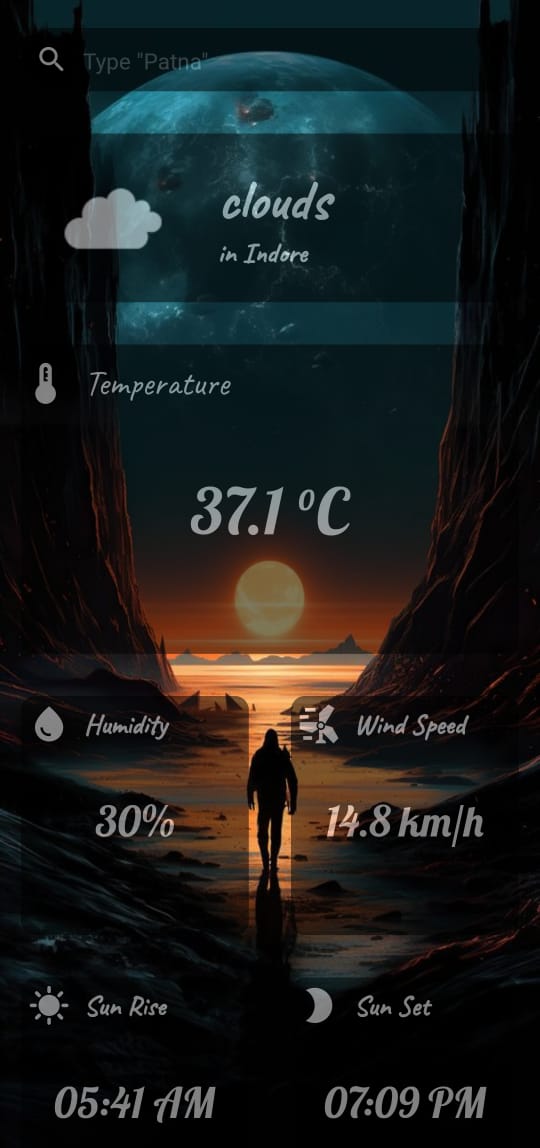 Type "Patna"
clouds
in Indore
Temperature
37.1 °C
Humidity
Wind Speed
30%
14.8 km/h
Sun Rise
Sun Set
05:41 AM
07:09 PM